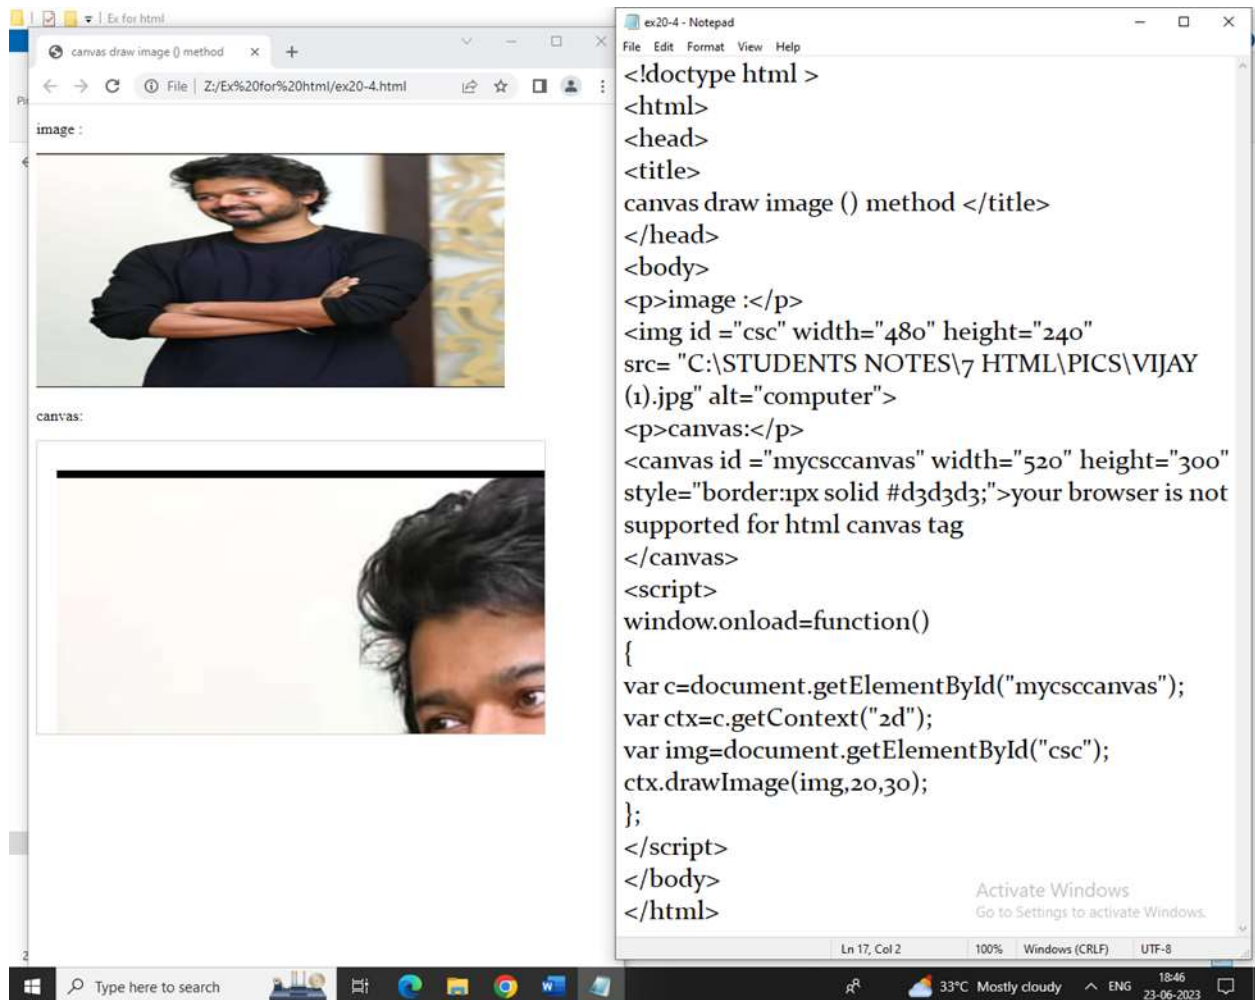 Ex for html
canvas draw image () method
File
Z:/Ex%20for%20html/ex20-4.html
image :
canvas:
ex20-4 - Notepad
File Edit Format View Help
<!doctype html >
<html>
<head>
<title>
canvas draw image () method </title>
</head>
<body>
<p>image :</p>
<img id ="csc" width="480" height="240"
src= "C:\STUDENTS NOTES\7 HTML\PICS\VIJAY
(1).jpg" alt="computer">
<p>canvas:</p>
<canvas id ="mycsccanvas" width="520" height="300"
style="border:1px solid #d3d3d3;">your browser is not
supported for html canvas tag
</canvas>
<script>
window.onload=function()
{
var c=document.getElementById("mycsccanvas");
var ctx=c.getContext("2d");
var img=document.getElementById("csc");
ctx.drawImage(img,20,30);
};
</script>
</body>
</html>
Activate Windows
Go to Settings to activate Windows.
Ln 17, Col 2 100% Windows (CRLF) UTF-8
Type here to search
33°C Mostly cloudy
ENG
18:46
23-06-2023